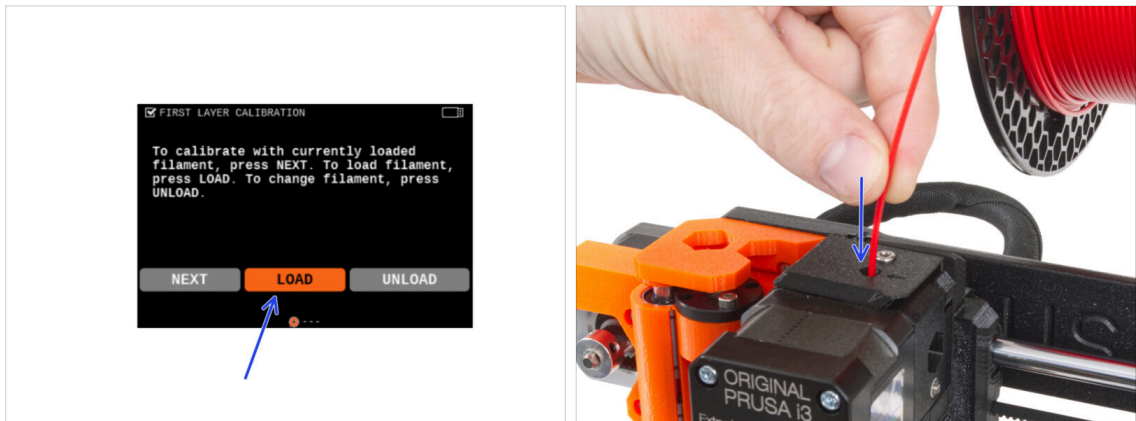 FIRST LAYER CALIBRATION
To calibrate with currently loaded
filament, press NEXT. To load filament,
press LOAD. To change filament, press
UNLOAD.
NEXT
LOAD
UNLOAD
---
ORIGINAL
PRUSA i3